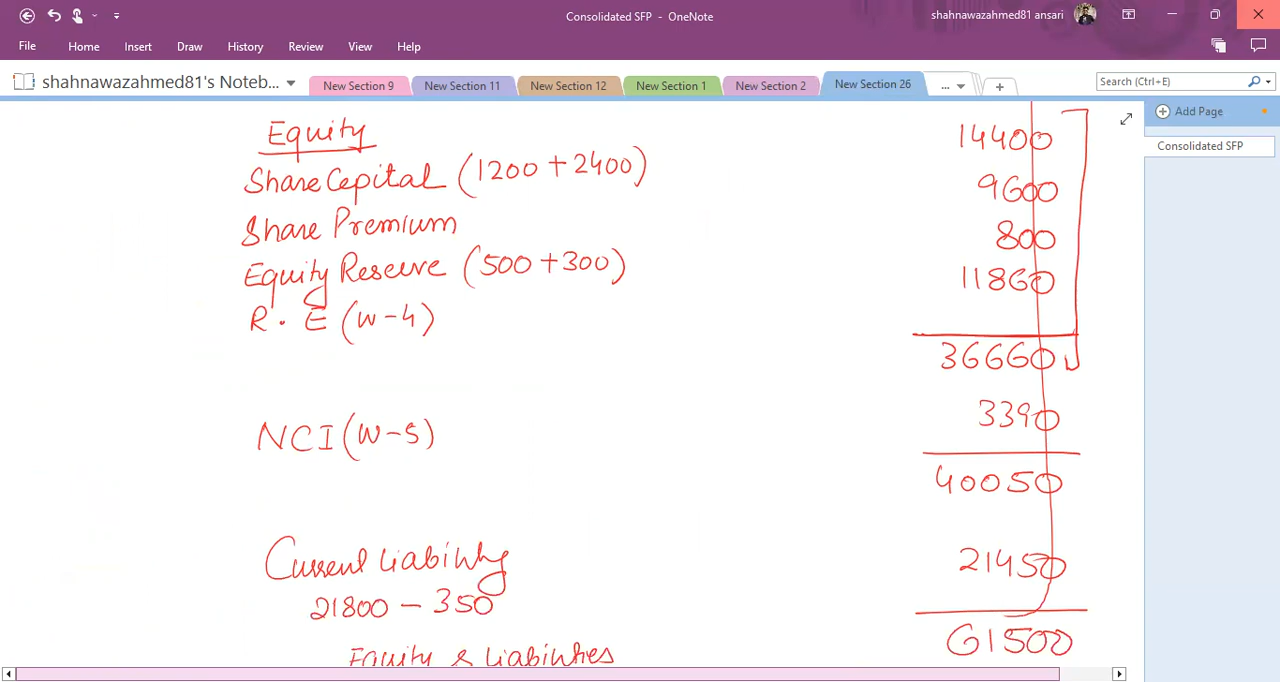 Consolidated SFP - OneNote
shahnawazahmed81 ansari
File Home Insert Draw History Review View Help
shahnawazahmed81's Noteb...
New Section 9 New Section 11 New Section 12 New Section 1 New Section 2 New Section 26 ...
Search (Ctrl+E)
Add Page
Consolidated SFP
Equity
14400
Share Capital (1200 + 2400)
9600
Share Premium
800
Equity Reserve (500 + 300)
11860
R. E (W-4)
36660
3390
NCI (W-5)
40050
Current liability
21450
21800 - 350
61500
Equity & liabilities